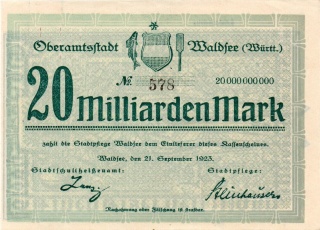 Oberamtsstadt Waldsee (Württ.)
№ 578 20 000 000 000
20 Milliarden Mark
zahlt die Stadtpflege Waldsee dem Einlieferer dieses Kassenscheines.
Waldsee, den 21. September 1923.
Stadtschultheißenamt: Stadtpflege:
Nachahmung oder Fälschung ist strafbar.